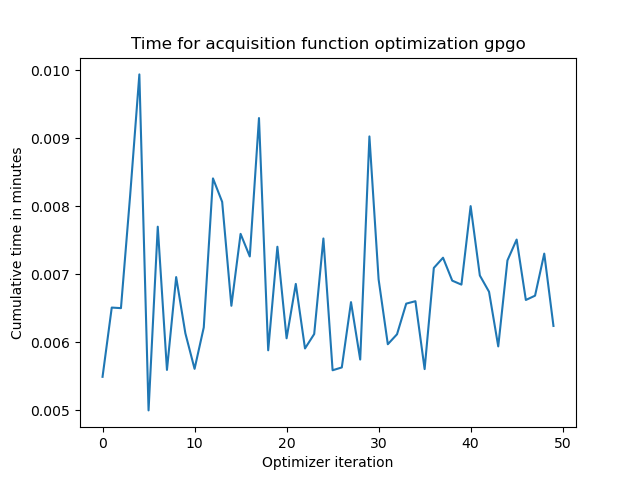 Time for acquisition function optimization gpgo
0.010
0.009
0.008
0.007
0.006
0.005
Cumulative time in minutes
0 10 20 30 40 50
Optimizer iteration